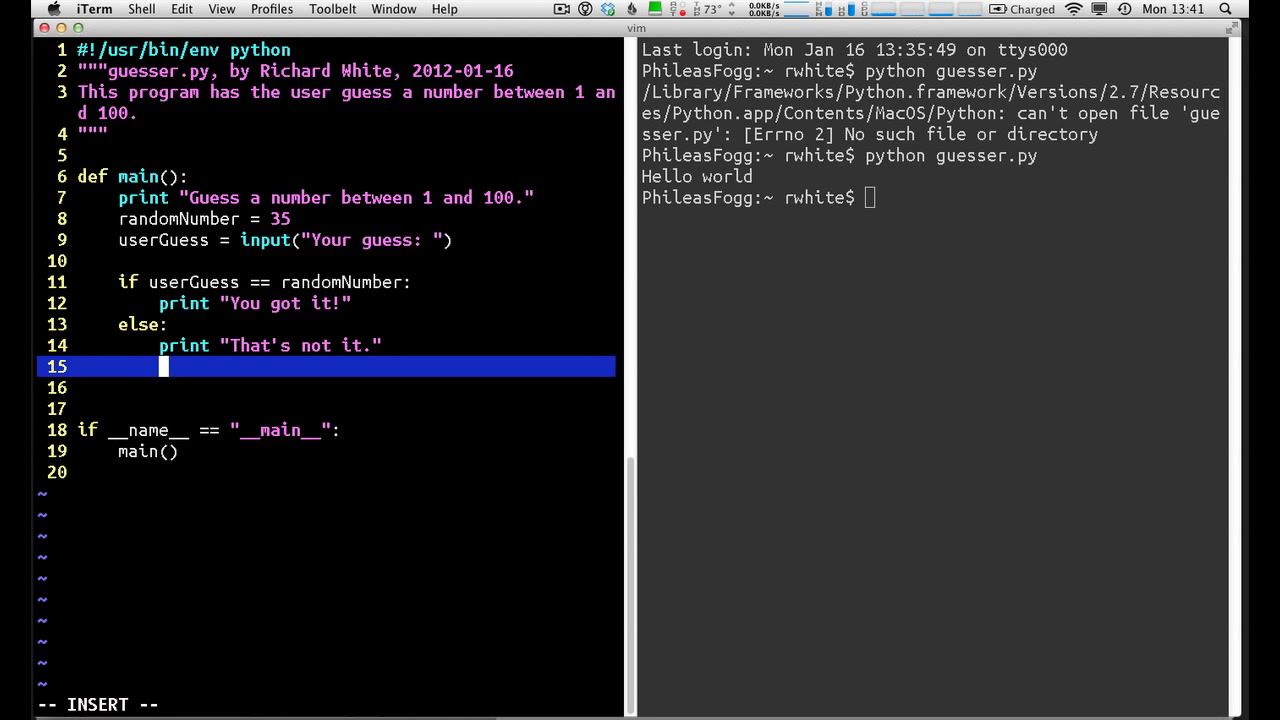 iTerm Shell Edit View Profiles Toolbelt Window Help 73° 0.0KB/s 0.0KB/s Charged Mon 13:41
vim
1 #!/usr/bin/env python
2 """guesser.py, by Richard White, 2012-01-16
3 This program has the user guess a number between 1 an
d 100.
4 """
5
6 def main():
7 print "Guess a number between 1 and 100."
8 randomNumber = 35
9 userGuess = input("Your guess: ")
10
11 if userGuess == randomNumber:
12 print "You got it!"
13 else:
14 print "That's not it."
15
16
17
18 if __name__ == "__main__":
19 main()
20
~
~
~
~
~
~
~
~
~
~
-- INSERT --
Last login: Mon Jan 16 13:35:49 on ttys000
PhileasFogg:~ rwhite$ python guesser.py
/Library/Frameworks/Python.framework/Versions/2.7/Resourc
es/Python.app/Contents/MacOS/Python: can't open file 'gue
sser.py': [Errno 2] No such file or directory
PhileasFogg:~ rwhite$ python guesser.py
Hello world
PhileasFogg:~ rwhite$